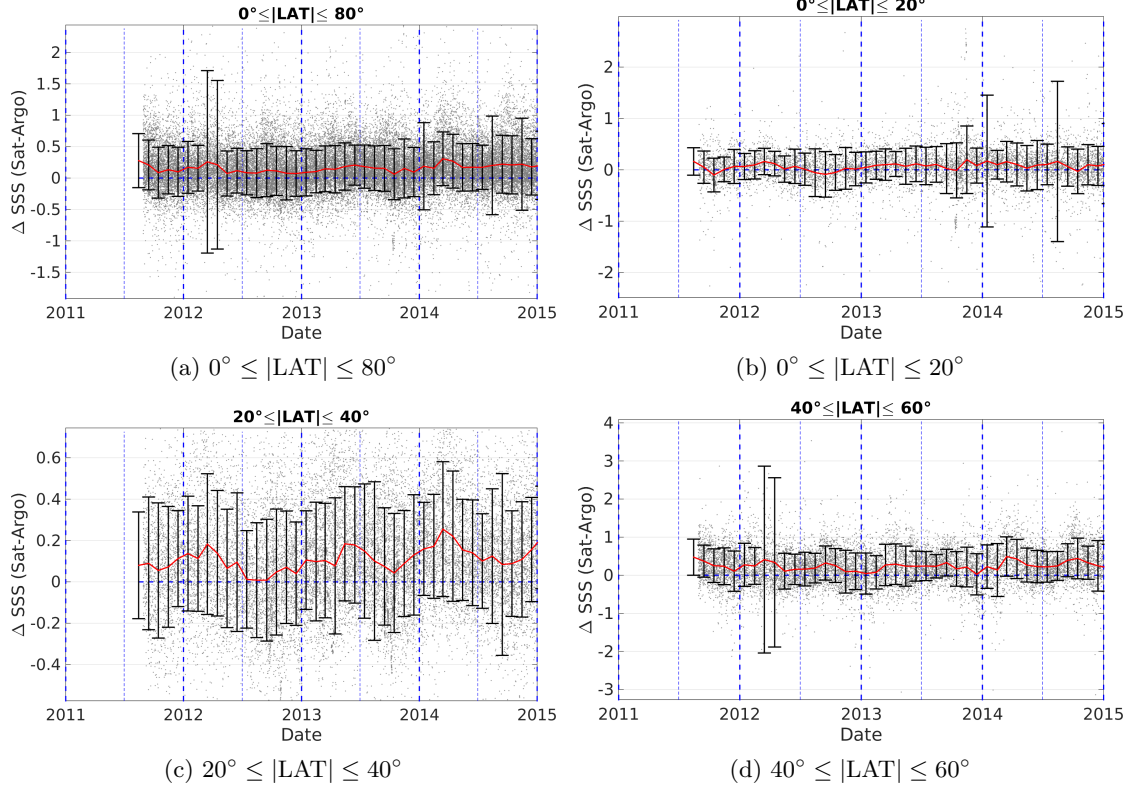 0°≤|LAT|≤ 80°
Δ SSS (Sat-Argo)
2
1.5
1
0.5
0
-0.5
-1
-1.5
2011 2012 2013 2014 2015
Date
(a) 0° ≤ |LAT| ≤ 80°
0°≤|LAT|≤ 20°
Δ SSS (Sat-Argo)
2
1
0
-1
-2
2011 2012 2013 2014 2015
Date
(b) 0° ≤ |LAT| ≤ 20°
20°≤|LAT|≤ 40°
Δ SSS (Sat-Argo)
0.6
0.4
0.2
0
-0.2
-0.4
2011 2012 2013 2014 2015
Date
(c) 20° ≤ |LAT| ≤ 40°
40°≤|LAT|≤ 60°
Δ SSS (Sat-Argo)
4
3
2
1
0
-1
-2
-3
2011 2012 2013 2014 2015
Date
(d) 40° ≤ |LAT| ≤ 60°